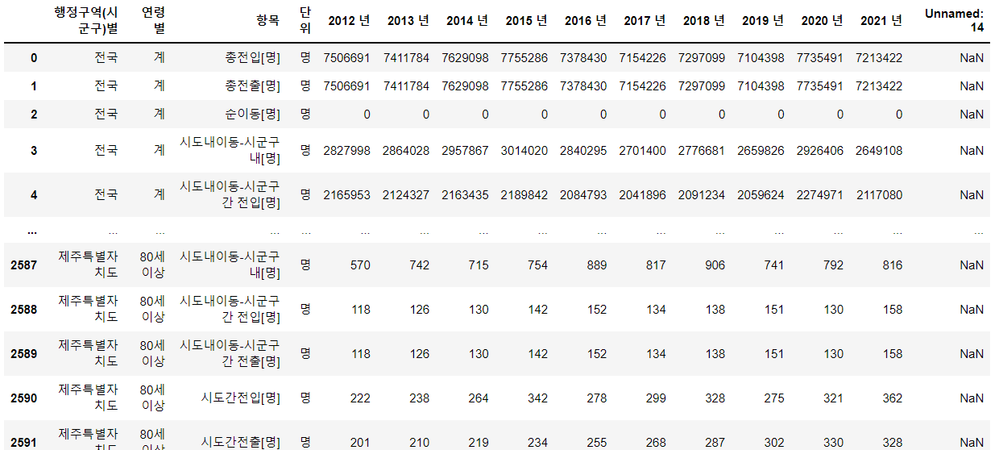 행정구역(시군구)별 연령별 항목 단위 2012 년 2013 년 2014 년 2015 년 2016 년 2017 년 2018 년 2019 년 2020 년 2021 년 Unnamed: 14
0 전국 계 총전입[명] 명 7506691 7411784 7629098 7755286 7378430 7154226 7297099 7104398 7735491 7213422 NaN
1 전국 계 총전출[명] 명 7506691 7411784 7629098 7755286 7378430 7154226 7297099 7104398 7735491 7213422 NaN
2 전국 계 순이동[명] 명 0 0 0 0 0 0 0 0 0 0 NaN
3 전국 계 시도내이동-시군구내[명] 명 2827998 2864028 2957867 3014020 2840295 2701400 2776681 2659826 2926406 2649108 NaN
4 전국 계 시도내이동-시군구간 전입[명] 명 2165953 2124327 2163435 2189842 2084793 2041896 2091234 2059624 2274971 2117080 NaN
... ... ... ... ... ... ... ... ... ... ... ... ... ... ... ...
2587 제주특별자치도 80세이상 시도내이동-시군구내[명] 명 570 742 715 754 889 817 906 741 792 816 NaN
2588 제주특별자치도 80세이상 시도내이동-시군구간 전입[명] 명 118 126 130 142 152 134 138 151 130 158 NaN
2589 제주특별자치도 80세이상 시도내이동-시군구간 전출[명] 명 118 126 130 142 152 134 138 151 130 158 NaN
2590 제주특별자치도 80세이상 시도간전입[명] 명 222 238 264 342 278 299 328 275 321 362 NaN
2591 제주특별자치도 80세이상 시도간전출[명] 명 201 210 219 234 255 268 287 302 330 328 NaN